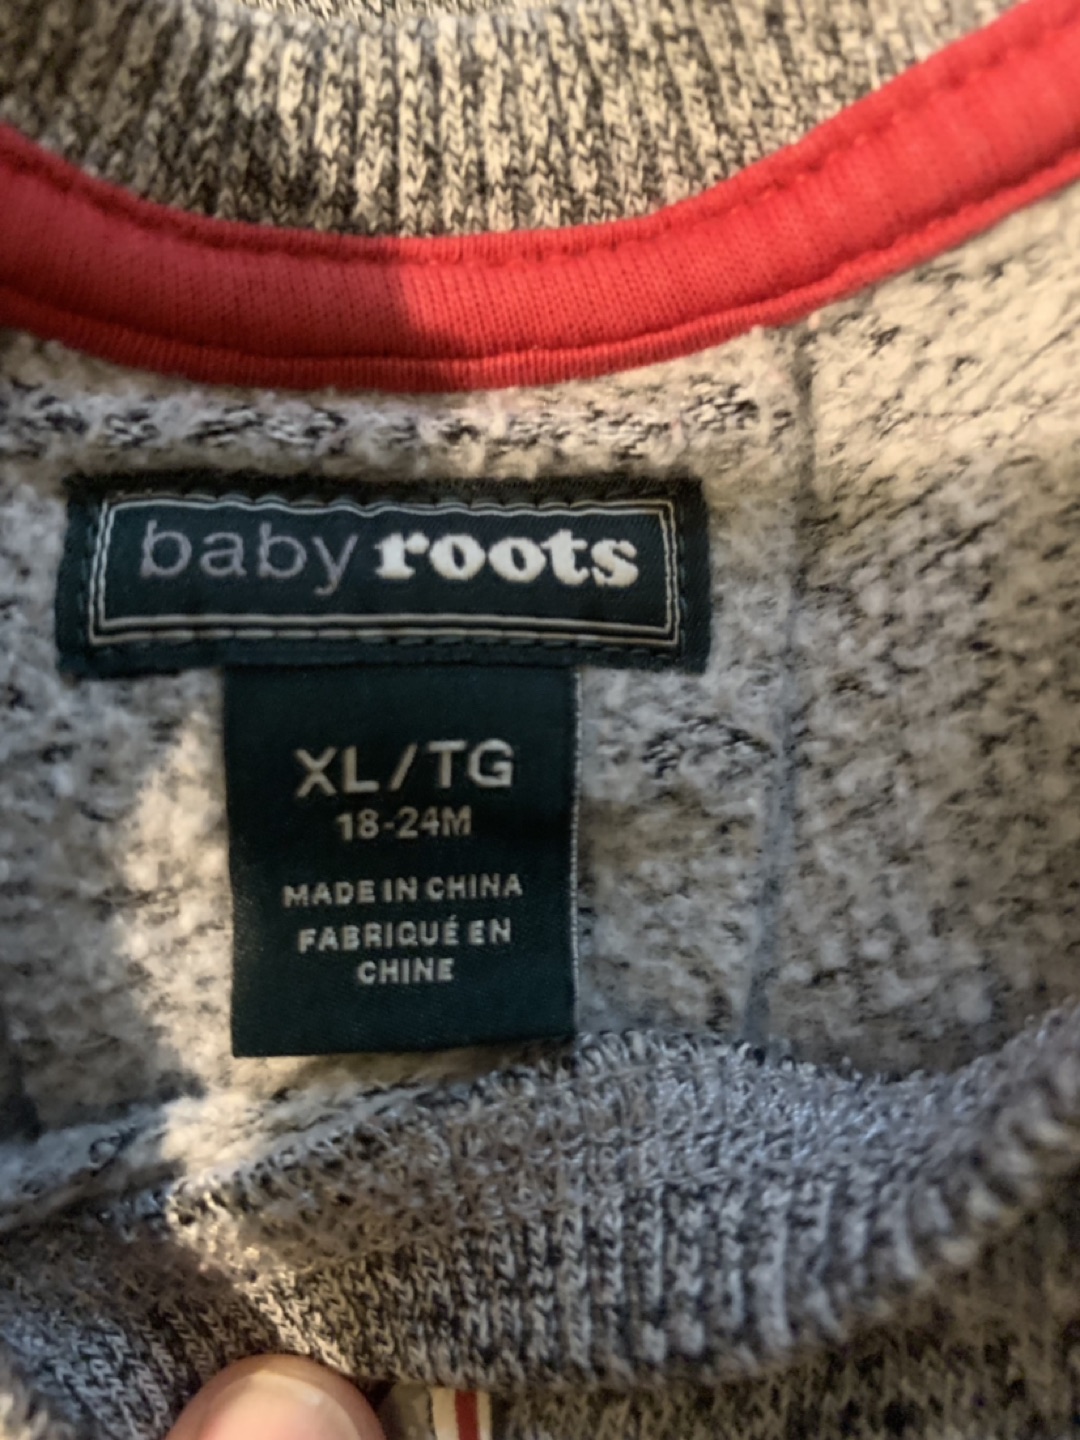 baby roots
XL/TG
18-24M
MADE IN CHINA
FABRIQUÉ EN
CHINE